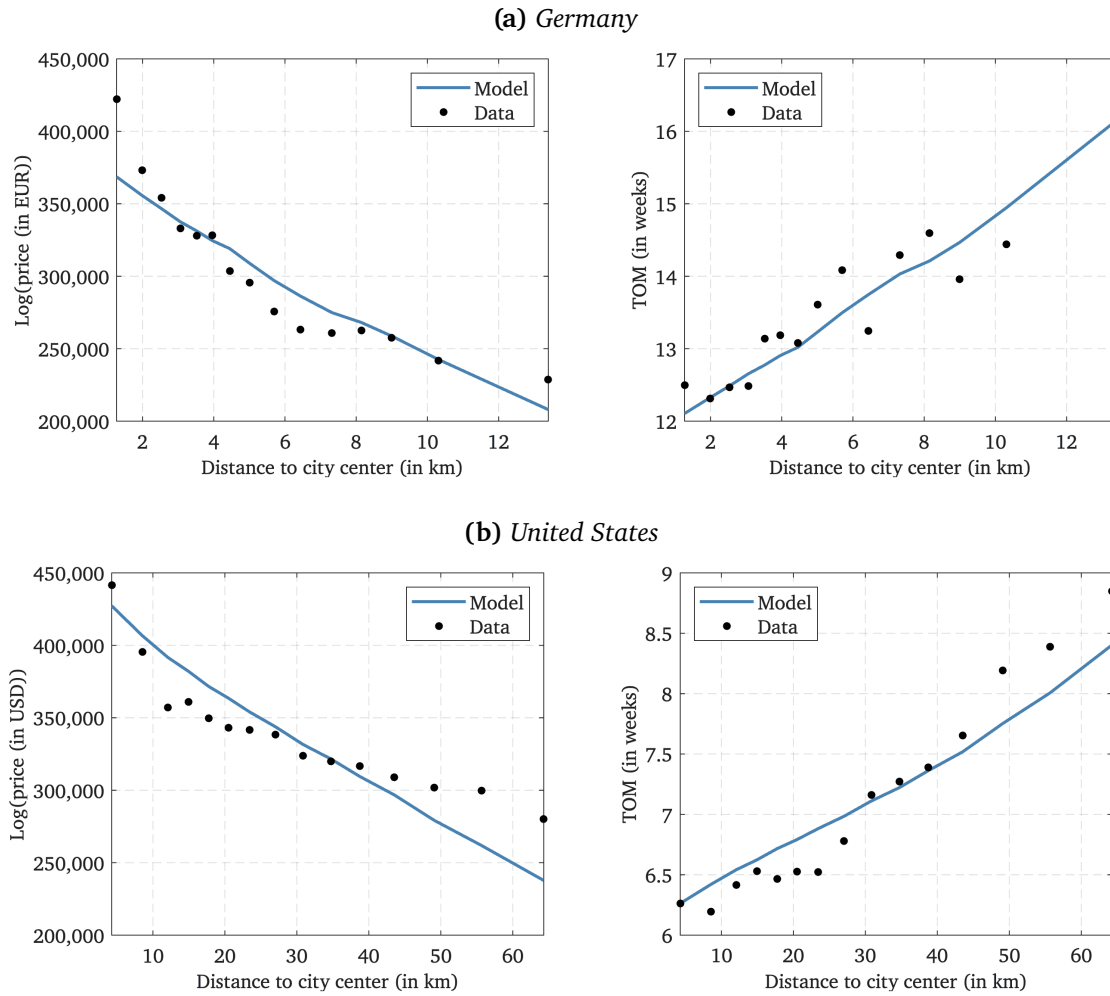 (a) Germany
450,000
400,000
350,000
300,000
250,000
200,000
Log(price (in EUR))
2
4
6
8
10
12
Distance to city center (in km)
Model
Data
17
16
15
14
13
12
TOM (in weeks)
2
4
6
8
10
12
Distance to city center (in km)
Model
Data
(b) United States
450,000
400,000
350,000
300,000
250,000
200,000
Log(price (in USD))
10
20
30
40
50
60
Distance to city center (in km)
Model
Data
9
8.5
8
7.5
7
6.5
6
TOM (in weeks)
10
20
30
40
50
60
Distance to city center (in km)
Model
Data